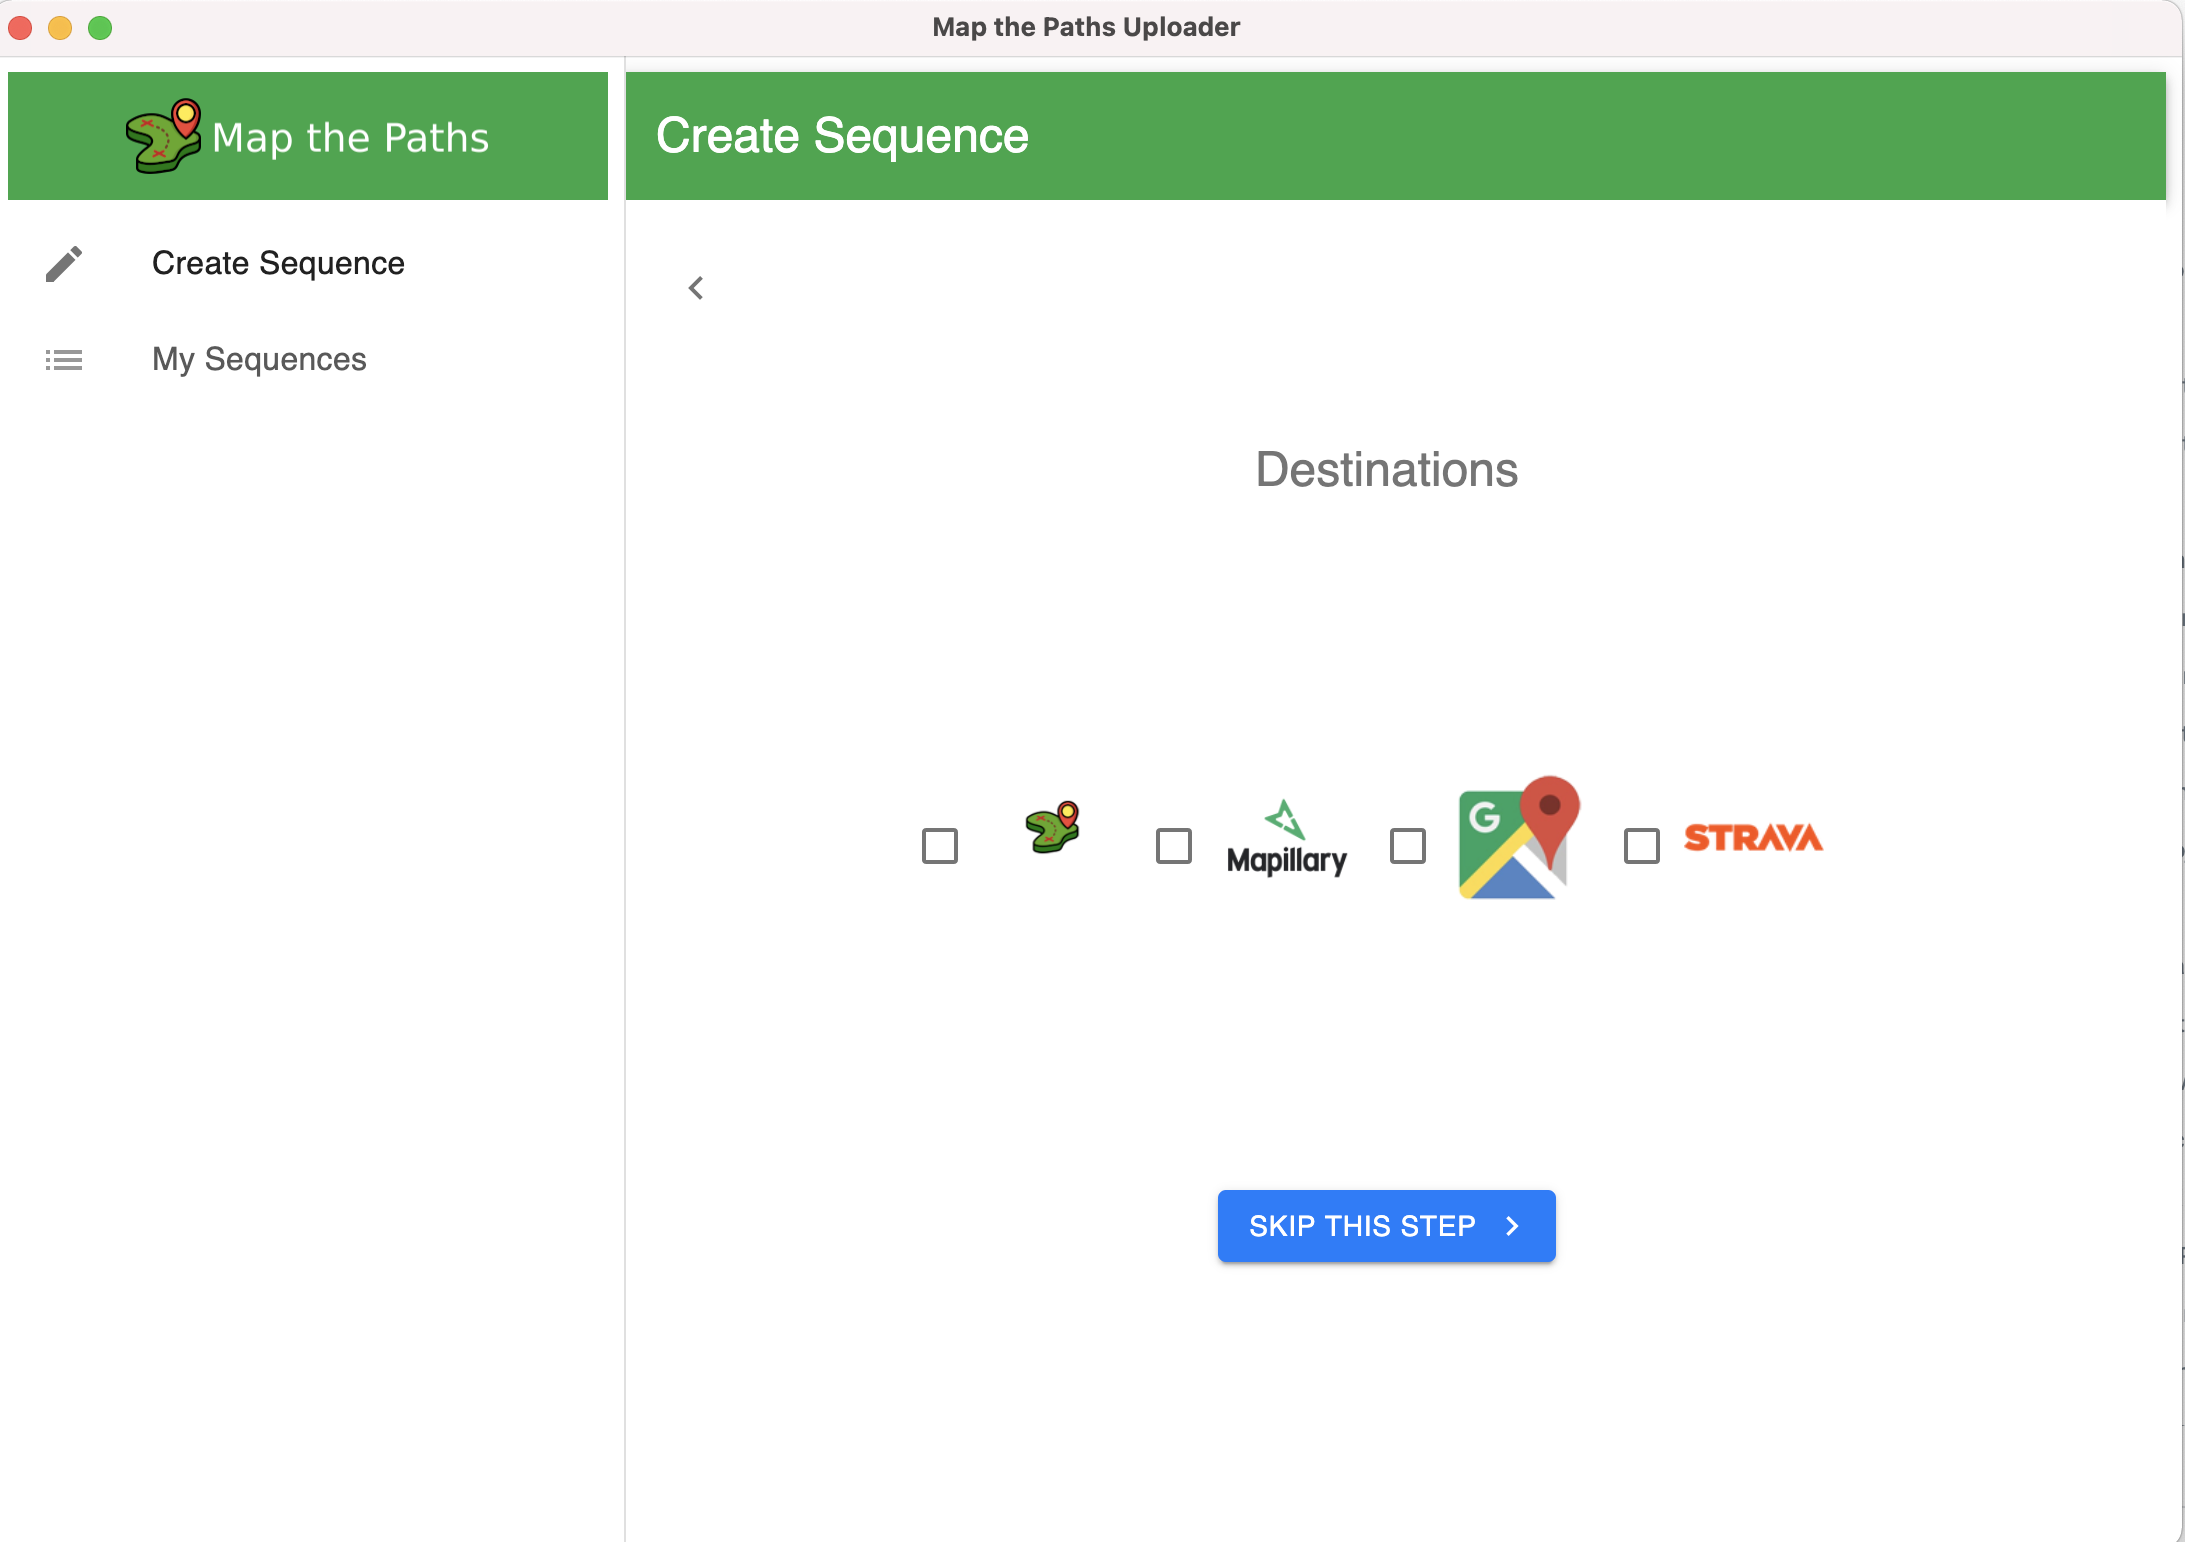 Map the Paths Uploader
Map the Paths
Create Sequence
Create Sequence
My Sequences
Destinations
Mapillary
G
STRAVA
SKIP THIS STEP